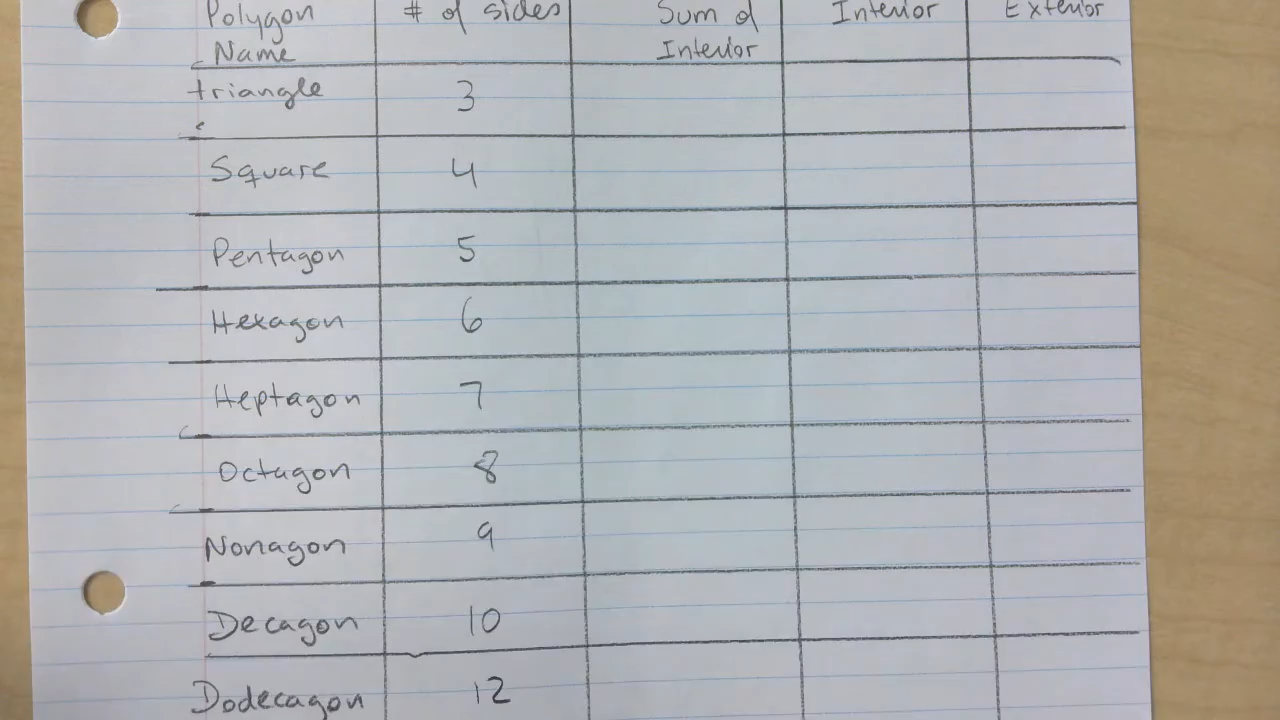 Polygon Name # of sides Sum of Interior Interior Exterior
triangle 3
Square 4
Pentagon 5
Hexagon 6
Heptagon 7
Octagon 8
Nonagon 9
Decagon 10
Dodecagon 12